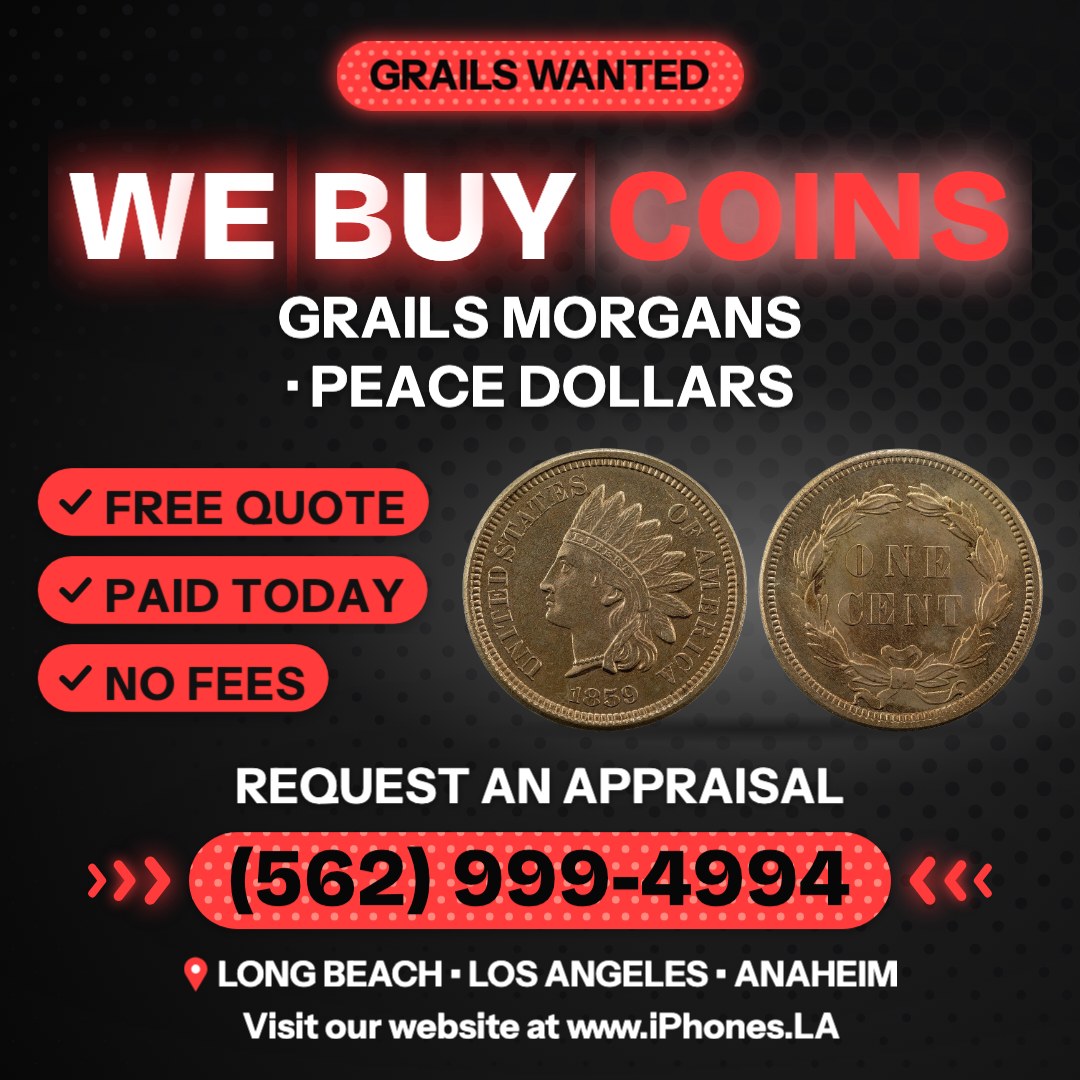 GRAILS WANTED
WE BUY COINS
GRAILS MORGANS
· PEACE DOLLARS
✓ FREE QUOTE
✓ PAID TODAY
✓ NO FEES
UNITED STATES OF AMERICA
LIBERTY
1859
ONE
CENT
REQUEST AN APPRAISAL
(562) 999-4994
LONG BEACH · LOS ANGELES · ANAHEIM
Visit our website at www.iPhones.LA